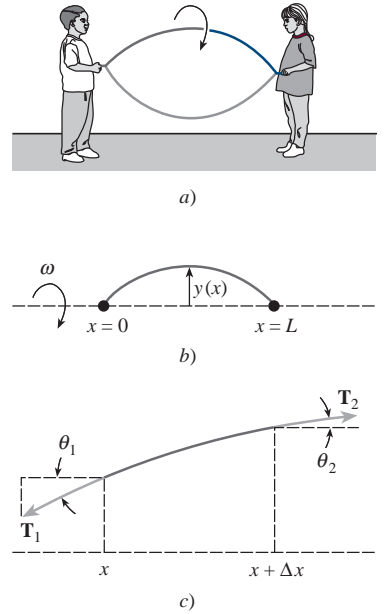 a)
ω
y(x)
x = 0
x = L
b)
T₂
θ₁
θ₂
T₁
x
x + Δx
c)